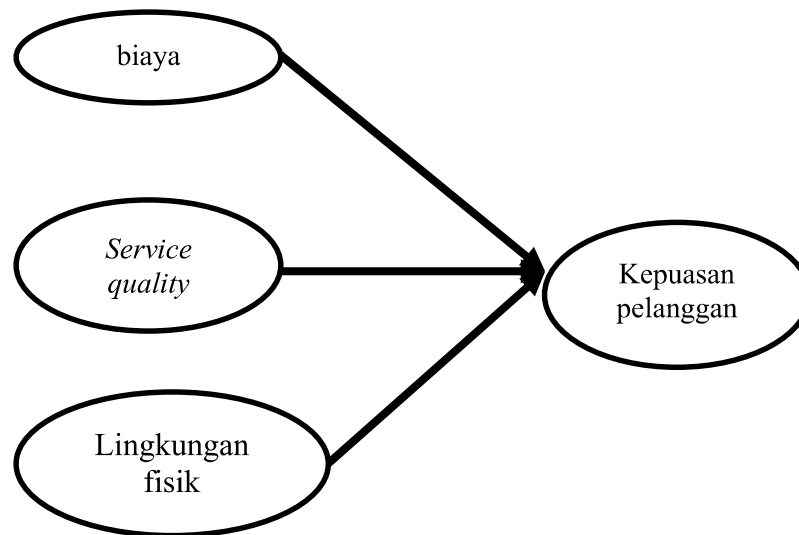 biaya
Service
quality
Kepuasan
pelanggan
Lingkungan
fisik